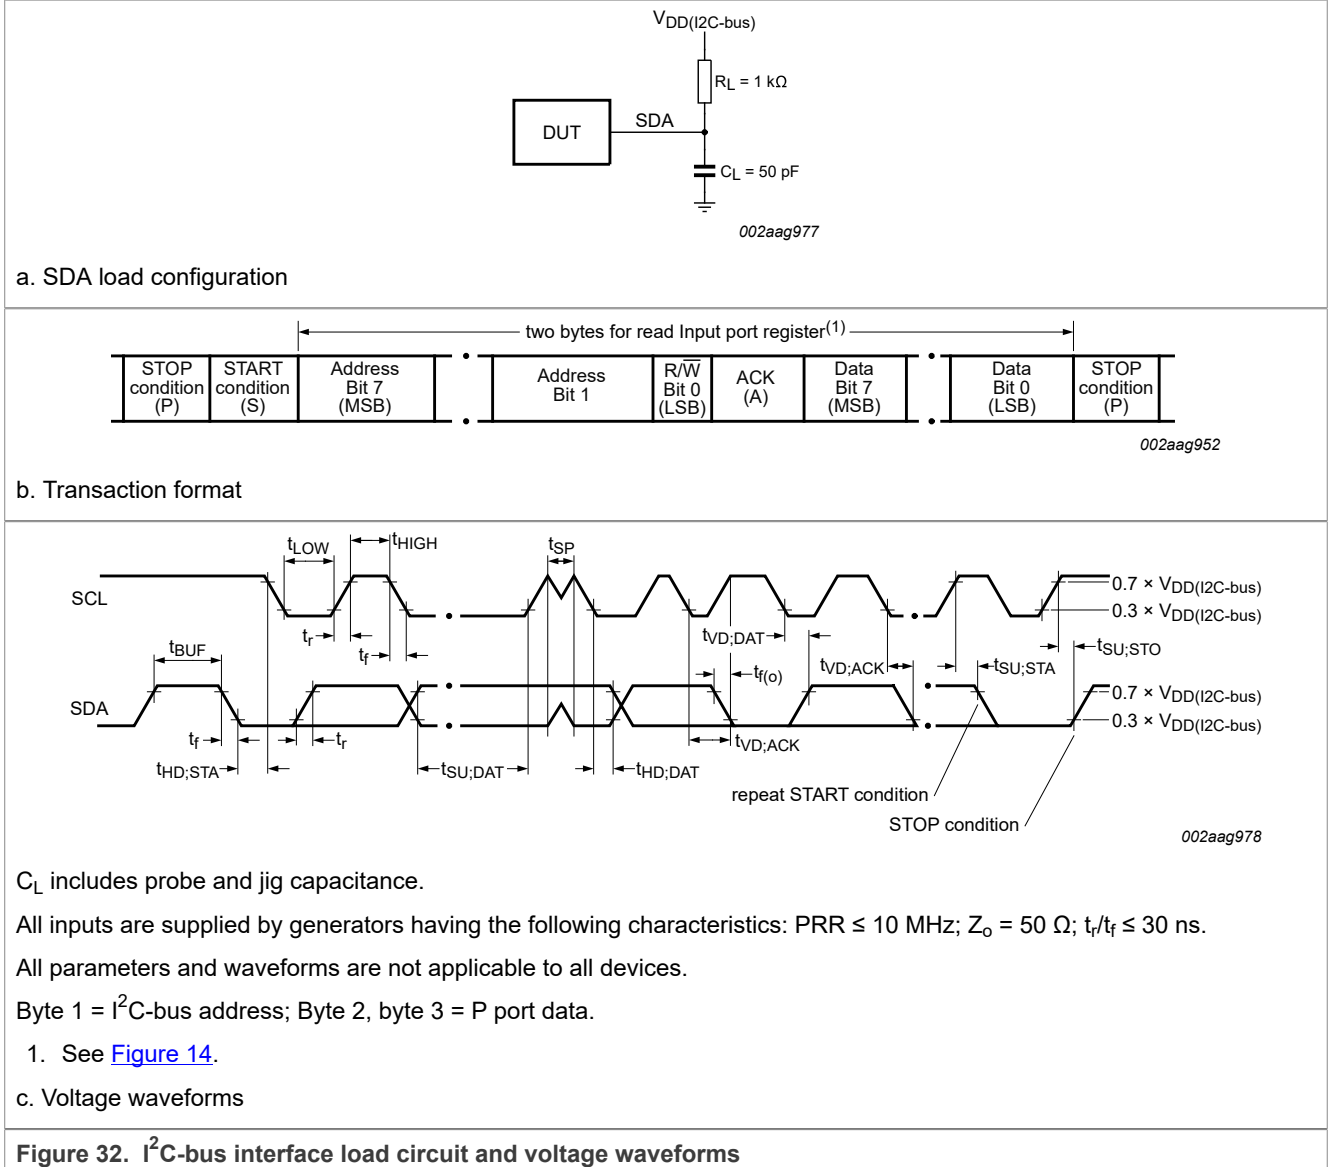 VDD(I2C-bus)
RL = 1 kΩ
DUT
SDA
CL = 50 pF
002aag977
a. SDA load configuration
two bytes for read Input port register(1)
STOP condition (P)
START condition (S)
Address Bit 7 (MSB)
Address Bit 1
R/W̅ Bit 0 (LSB)
ACK (A)
Data Bit 7 (MSB)
Data Bit 0 (LSB)
STOP condition (P)
002aag952
b. Transaction format
tLOW
tHIGH
tSP
SCL
0.7 × VDD(I2C-bus)
0.3 × VDD(I2C-bus)
tr
tf
tBUF
tVD;DAT
tSU;STO
tf(o)
tVD;ACK
tSU;STA
SDA
0.7 × VDD(I2C-bus)
0.3 × VDD(I2C-bus)
tf
tr
tVD;ACK
tHD;STA
tSU;DAT
tHD;DAT
repeat START condition
STOP condition
002aag978
CL includes probe and jig capacitance.
All inputs are supplied by generators having the following characteristics: PRR ≤ 10 MHz; Zo = 50 Ω; tr/tf ≤ 30 ns.
All parameters and waveforms are not applicable to all devices.
Byte 1 = I²C-bus address; Byte 2, byte 3 = P port data.
1. See Figure 14.
c. Voltage waveforms
Figure 32. I²C-bus interface load circuit and voltage waveforms